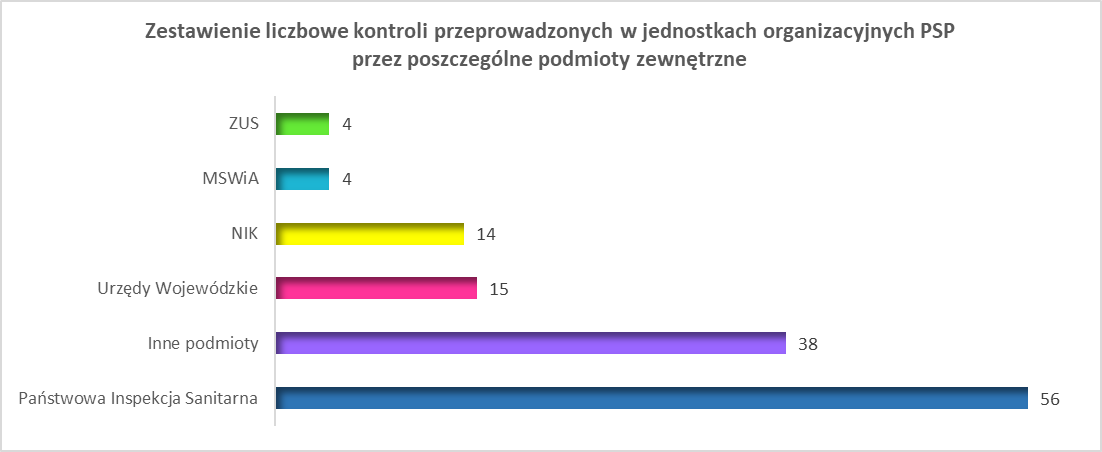 Zestawienie liczbowe kontroli przeprowadzonych w jednostkach organizacyjnych PSP
przez poszczególne podmioty zewnętrzne
ZUS 4
MSWiA 4
NIK 14
Urzędy Wojewódzkie 15
Inne podmioty 38
Państwowa Inspekcja Sanitarna 56